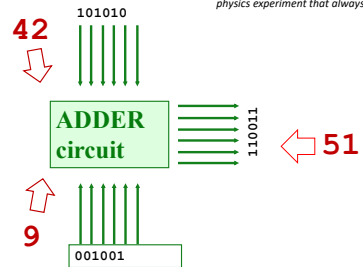 physics experiment that always
42
101010
ADDER
circuit
110011
51
9
001001